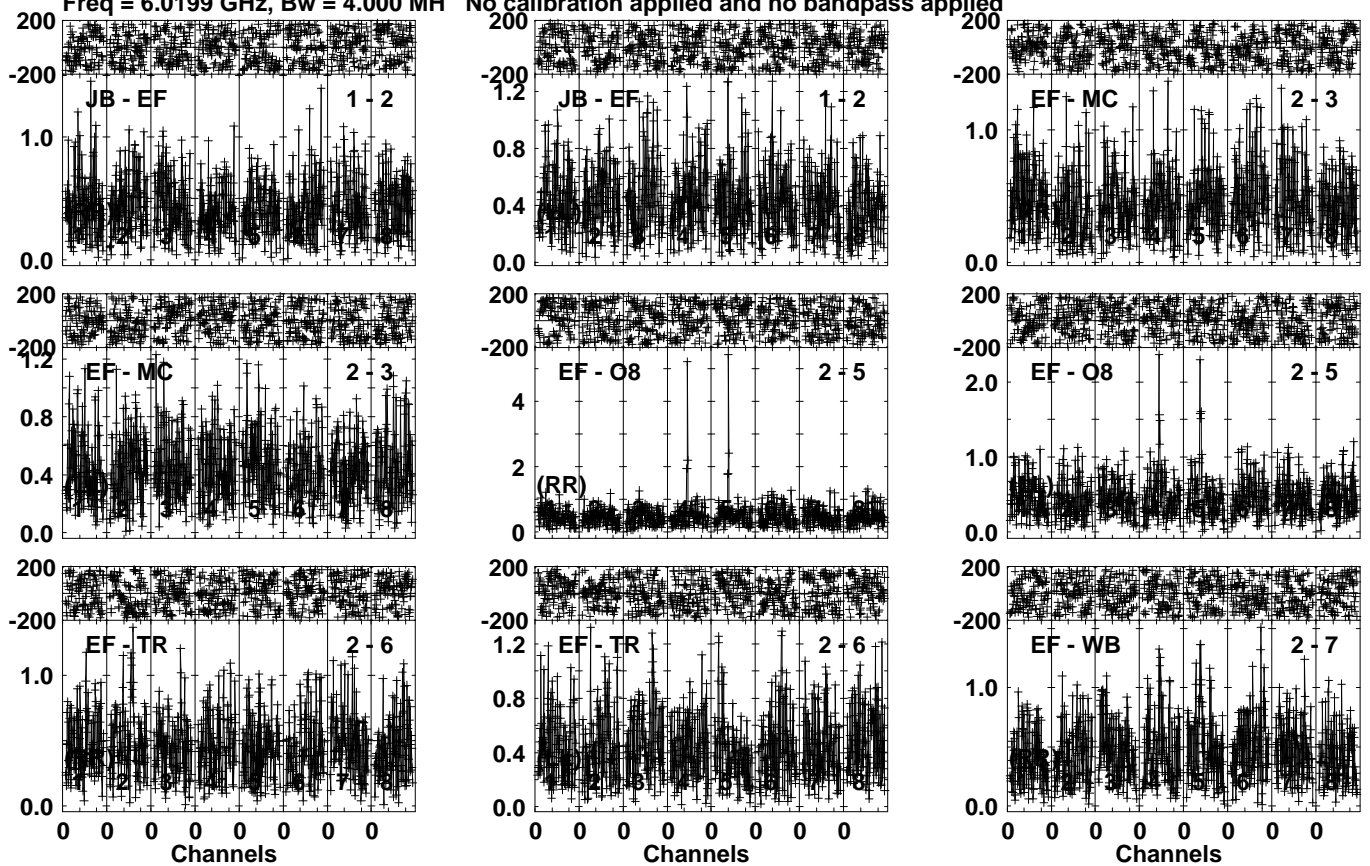 Freq = 6.0199 GHz, Bw = 4.000 MH No calibration applied and no bandpass applied
200 200 200
-200 -200 -200
JB - EF 1 - 2 JB - EF 1 - 2 EF - MC 2 - 3
1.0 1.2 1.0
0.8
0.4
0.0 0.0 0.0
200 200 200
-200 -200 -200
1.2
EF - MC 2 - 3 EF - O8 2 - 5 EF - O8 2 - 5
0.8 4 2.0
0.4 2 1.0
(RR)
0.0 0 0.0
200 200 200
-200 -200 -200
EF - TR 2 - 6 EF - TR 2 - 6 EF - WB 2 - 7
1.0 1.2 1.0
0.8
0.4
0.0 0.0 0.0
0 0 0 0 0 0 0 0 0 0 0 0 0 0 0 0 0 0 0 0 0 0 0 0
Channels Channels Channels